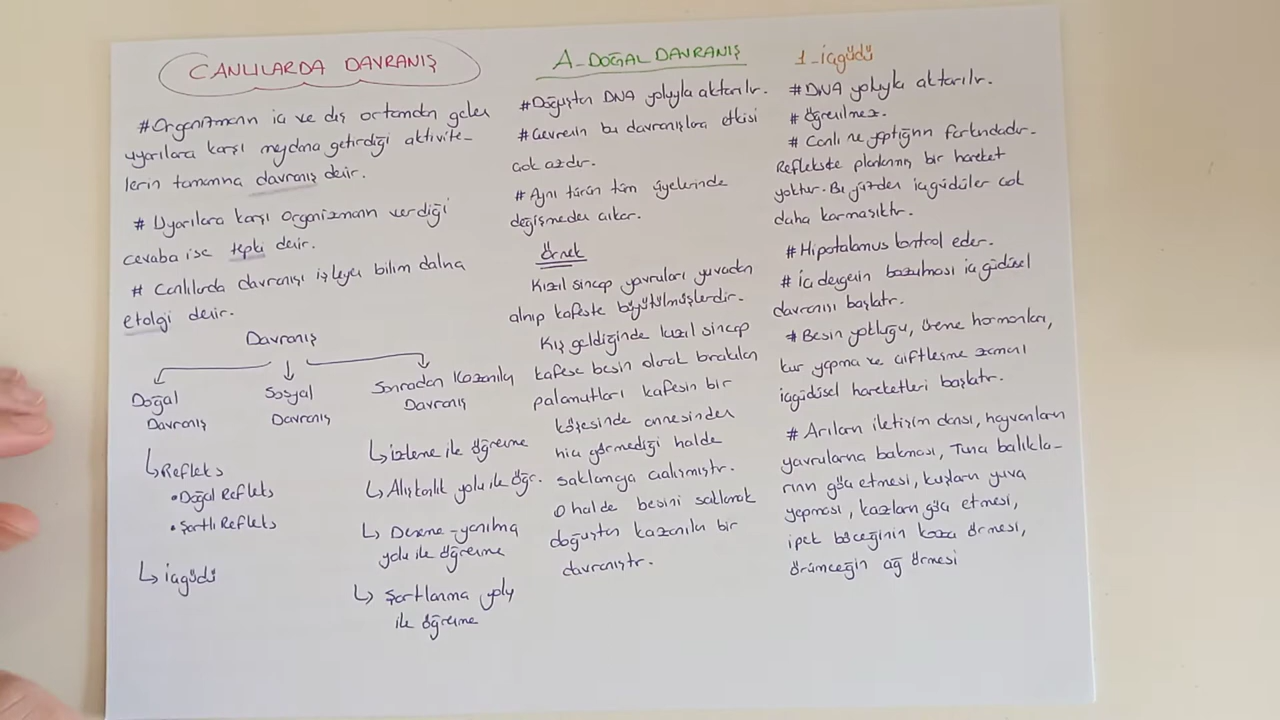 CANLILARDA DAVRANIŞ
#Organizmanın iç ve dış ortamdan gelen
uyarılara karşı meydana getirdiği aktivite-
lerin tamamına davranış denir.
# Uyarılara karşı organizmanın verdiği
cevaba ise tepki denir.
# Canlılarda davranışı işleyen bilim dalına
etolgi denir.
Davranış
Doğal
Davranış
Sosyal
Davranış
Sonradan Kazanılan
Davranış
↳Refleks
•Doğal Refleks
•Şartlı Refleks
↳ İçgüdü
↳izleme ile öğrenme
↳Alışkanlık yolu ile öğr.
↳ Deneme-yanılma
yolu ile öğrenme
↳ Şartlanma yolu
ile öğrenme
A-DOĞAL DAVRANIŞ
#Doğuştan DNA yoluyla aktarılır.
#Çevrenin bu davranışlara etkisi
çok azdır.
# Aynı türün tüm üyelerinde
değişmeden çıkar.
Örnek
Kızıl sincap yavruları yuvadan
alınıp kafeste büyütülmüşlerdir.
Kış geldiğinde kızıl sincap
kafese besin olarak bırakılan
palamutları kafesin bir
köşesinde annesinden
hiç görmediği halde
saklamaya çalışmıştır.
O halde besini saklamak
doğuştan kazanılan bir
davranıştır.
1-İçgüdü
#DNA yoluyla aktarılır.
# Öğrenilmez.
# Canlı ne yaptığının farkındadır.
Reflekste planlanmış bir hareket
yoktur. Bu yüzden içgüdüler çok
daha karmaşıktır.
#Hipotalamus kontrol eder.
# İç dengenin bozulması içgüdüsel
davranışı başlatır.
#Besin yokluğu, üreme hormonları,
kur yapma ve çiftleşme zamanı
içgüdüsel hareketleri başlatır.
# Arıların iletişim dansı, hayvanların
yavrularına bakması, Tuna balıkla-
rının göç etmesi, kuşların yuva
yapması, kazların göç etmesi,
ipek böceğinin koza örmesi,
örümceğin ağ örmesi